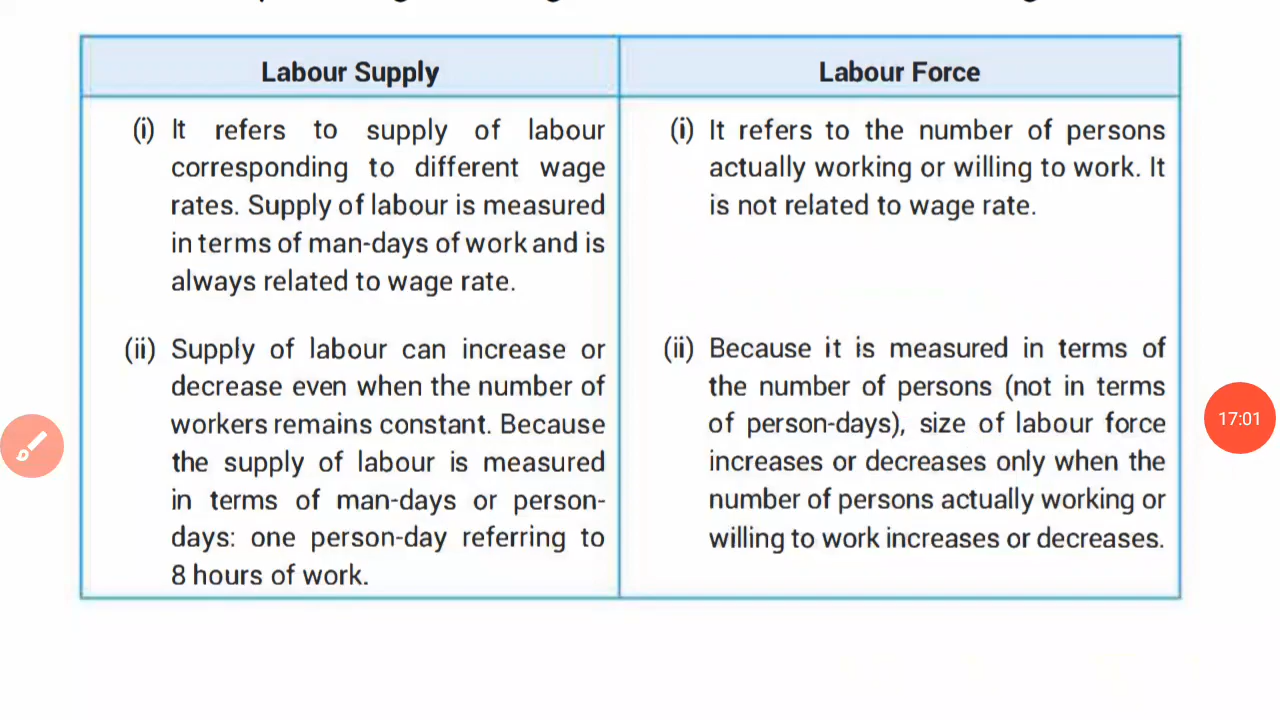 Labour Supply
Labour Force
(i) It refers to supply of labour
corresponding to different wage
rates. Supply of labour is measured
in terms of man-days of work and is
always related to wage rate.
(ii) Supply of labour can increase or
decrease even when the number of
workers remains constant. Because
the supply of labour is measured
in terms of man-days or person-
days: one person-day referring to
8 hours of work.
(i) It refers to the number of persons
actually working or willing to work. It
is not related to wage rate.
(ii) Because it is measured in terms of
the number of persons (not in terms
of person-days), size of labour force
increases or decreases only when the
number of persons actually working or
willing to work increases or decreases.
17:01